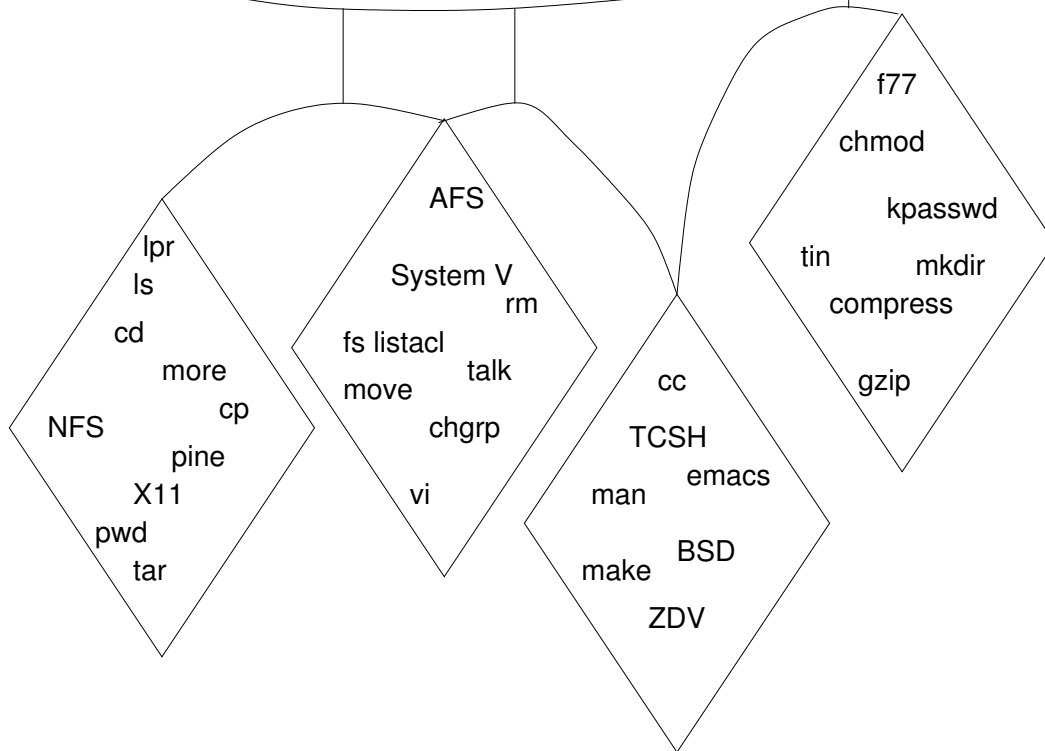 lpr
ls
cd
more
cp
NFS
pine
X11
pwd
tar
AFS
System V
rm
fs listacl
talk
move
chgrp
vi
cc
TCSH
emacs
man
BSD
make
ZDV
f77
chmod
kpasswd
tin
mkdir
compress
gzip